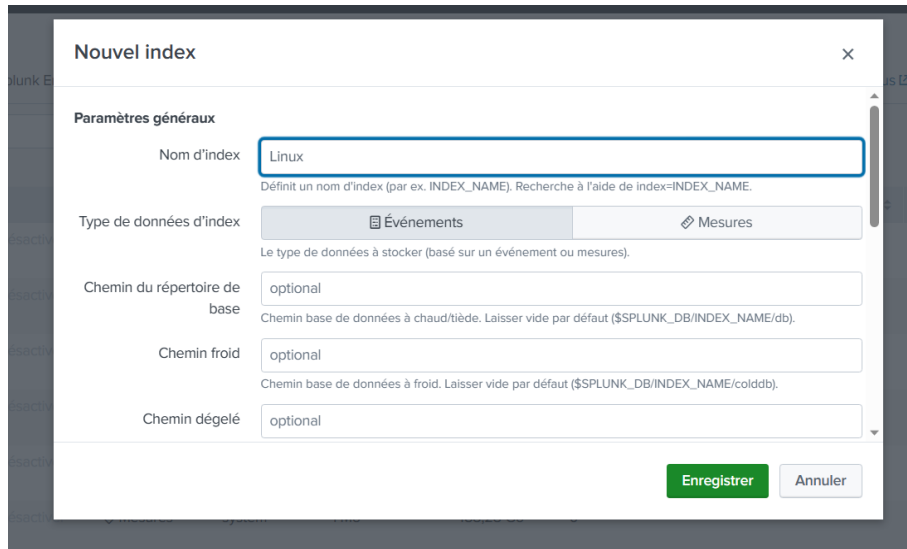 Nouvel index
×
Paramètres généraux
Nom d'index
Linux
Définit un nom d'index (par ex. INDEX_NAME). Recherche à l'aide de index=INDEX_NAME.
Type de données d'index
Événements
Mesures
Le type de données à stocker (basé sur un événement ou mesures).
Chemin du répertoire de
base
optional
Chemin base de données à chaud/tiède. Laisser vide par défaut ($SPLUNK_DB/INDEX_NAME/db).
Chemin froid
optional
Chemin base de données à froid. Laisser vide par défaut ($SPLUNK_DB/INDEX_NAME/colddb).
Chemin dégelé
optional
Enregistrer
Annuler